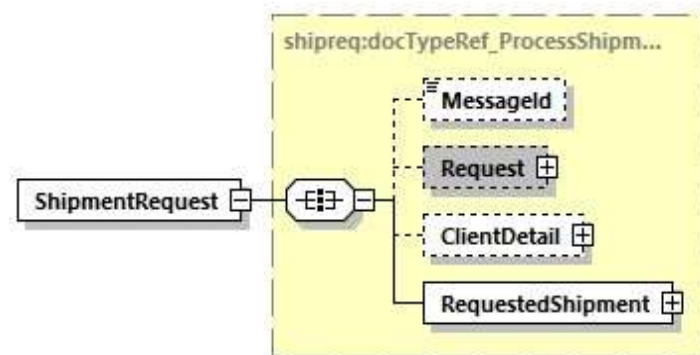 shipreq:docTypeRef_ProcessShipm...
MessageId
Request
ShipmentRequest
ClientDetail
RequestedShipment